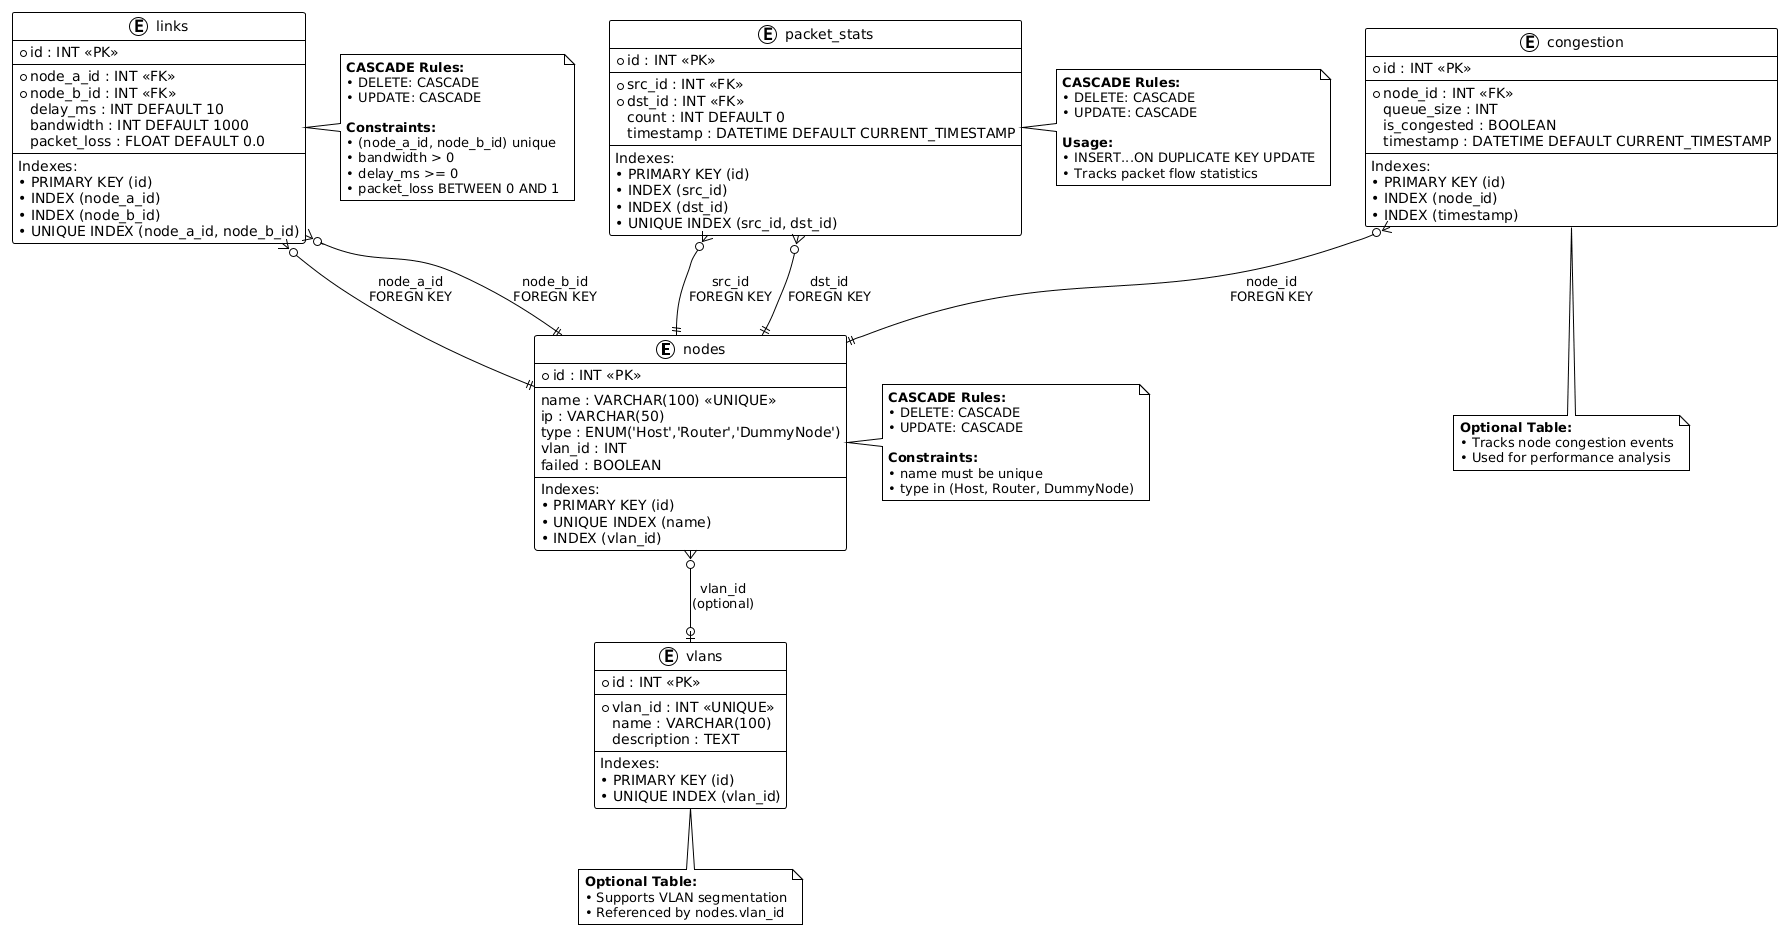 E links
id : INT «PK»
node_a_id : INT «FK»
node_b_id : INT «FK»
delay_ms : INT DEFAULT 10
bandwidth : INT DEFAULT 1000
packet_loss : FLOAT DEFAULT 0.0
Indexes:
• PRIMARY KEY (id)
• INDEX (node_a_id)
• INDEX (node_b_id)
• UNIQUE INDEX (node_a_id, node_b_id)
CASCADE Rules:
• DELETE: CASCADE
• UPDATE: CASCADE
Constraints:
• (node_a_id, node_b_id) unique
• bandwidth > 0
• delay_ms >= 0
• packet_loss BETWEEN 0 AND 1
E packet_stats
id : INT «PK»
src_id : INT «FK»
dst_id : INT «FK»
count : INT DEFAULT 0
timestamp : DATETIME DEFAULT CURRENT_TIMESTAMP
Indexes:
• PRIMARY KEY (id)
• INDEX (src_id)
• INDEX (dst_id)
• UNIQUE INDEX (src_id, dst_id)
CASCADE Rules:
• DELETE: CASCADE
• UPDATE: CASCADE
Usage:
• INSERT...ON DUPLICATE KEY UPDATE
• Tracks packet flow statistics
E congestion
id : INT «PK»
node_id : INT «FK»
queue_size : INT
is_congested : BOOLEAN
timestamp : DATETIME DEFAULT CURRENT_TIMESTAMP
Indexes:
• PRIMARY KEY (id)
• INDEX (node_id)
• INDEX (timestamp)
node_a_id
FOREGN KEY
node_b_id
FOREGN KEY
src_id
FOREGN KEY
dst_id
FOREGN KEY
node_id
FOREGN KEY
E nodes
id : INT «PK»
name : VARCHAR(100) «UNIQUE»
ip : VARCHAR(50)
type : ENUM('Host','Router','DummyNode')
vlan_id : INT
failed : BOOLEAN
Indexes:
• PRIMARY KEY (id)
• UNIQUE INDEX (name)
• INDEX (vlan_id)
CASCADE Rules:
• DELETE: CASCADE
• UPDATE: CASCADE
Constraints:
• name must be unique
• type in (Host, Router, DummyNode)
Optional Table:
• Tracks node congestion events
• Used for performance analysis
vlan_id
(optional)
E vlans
id : INT «PK»
vlan_id : INT «UNIQUE»
name : VARCHAR(100)
description : TEXT
Indexes:
• PRIMARY KEY (id)
• UNIQUE INDEX (vlan_id)
Optional Table:
• Supports VLAN segmentation
• Referenced by nodes.vlan_id